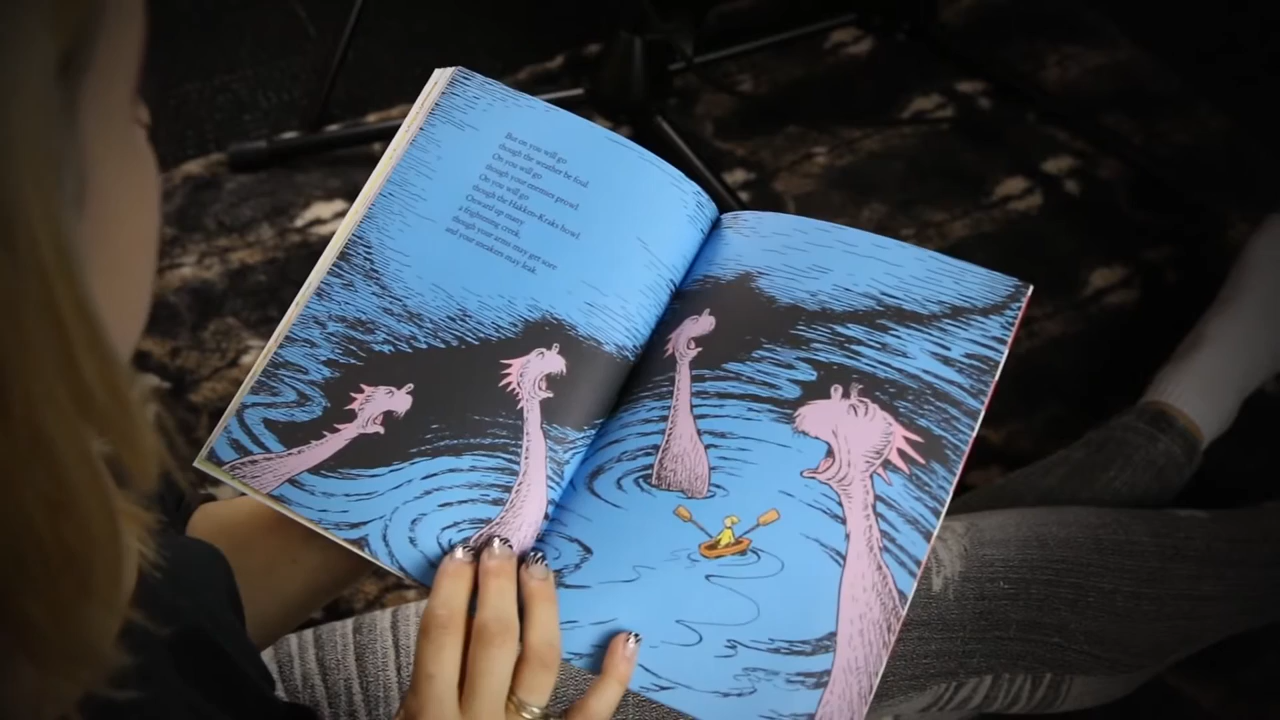 But on you will go
though the weather be foul.
On you will go
though your enemies prowl.
On you will go
though the Hakken-Kraks howl.
Onward up many
a frightening creek,
though your arms may get sore
and your sneakers may leak.